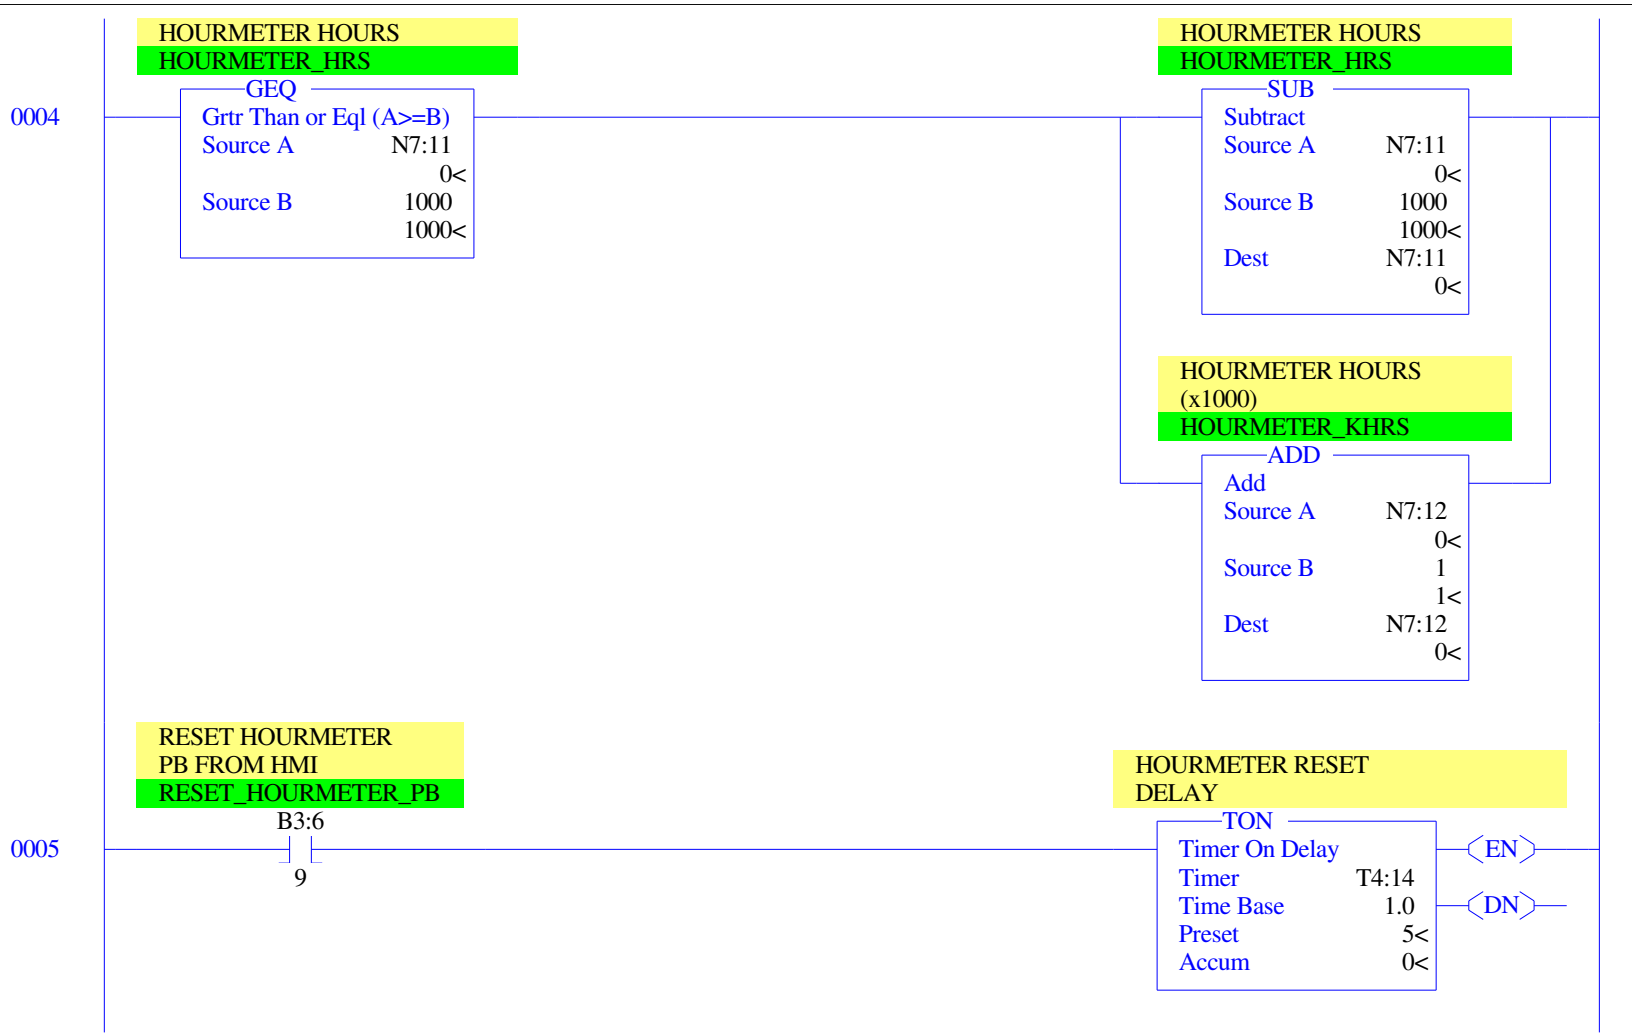 HOURMETER HOURS
HOURMETER_HRS
GEQ
Grtr Than or Eql (A>=B)
Source A N7:11
0<
Source B 1000
1000<
0004
HOURMETER HOURS
HOURMETER_HRS
SUB
Subtract
Source A N7:11
0<
Source B 1000
1000<
Dest N7:11
0<
HOURMETER HOURS
(x1000)
HOURMETER_KHRS
ADD
Add
Source A N7:12
0<
Source B 1
1<
Dest N7:12
0<
RESET HOURMETER
PB FROM HMI
RESET_HOURMETER_PB
B3:6
0005
9
HOURMETER RESET
DELAY
TON
Timer On Delay
Timer T4:14
Time Base 1.0
Preset 5<
Accum 0<
EN
DN